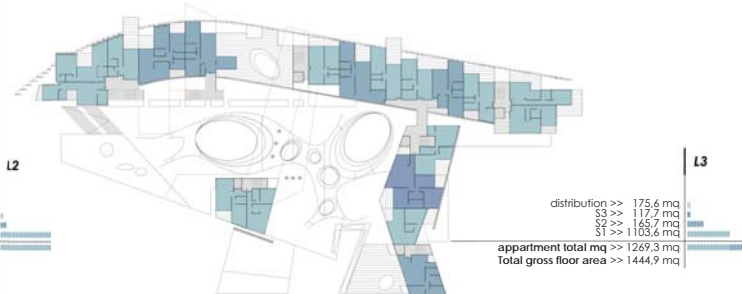 L2
L3
distribution >> 175,6 mq
S3 >> 117,7 mq
S2 >> 165,7 mq
S1 >> 1103,6 mq
appartment total mq >> 1269,3 mq
Total gross floor area >> 1444,9 mq